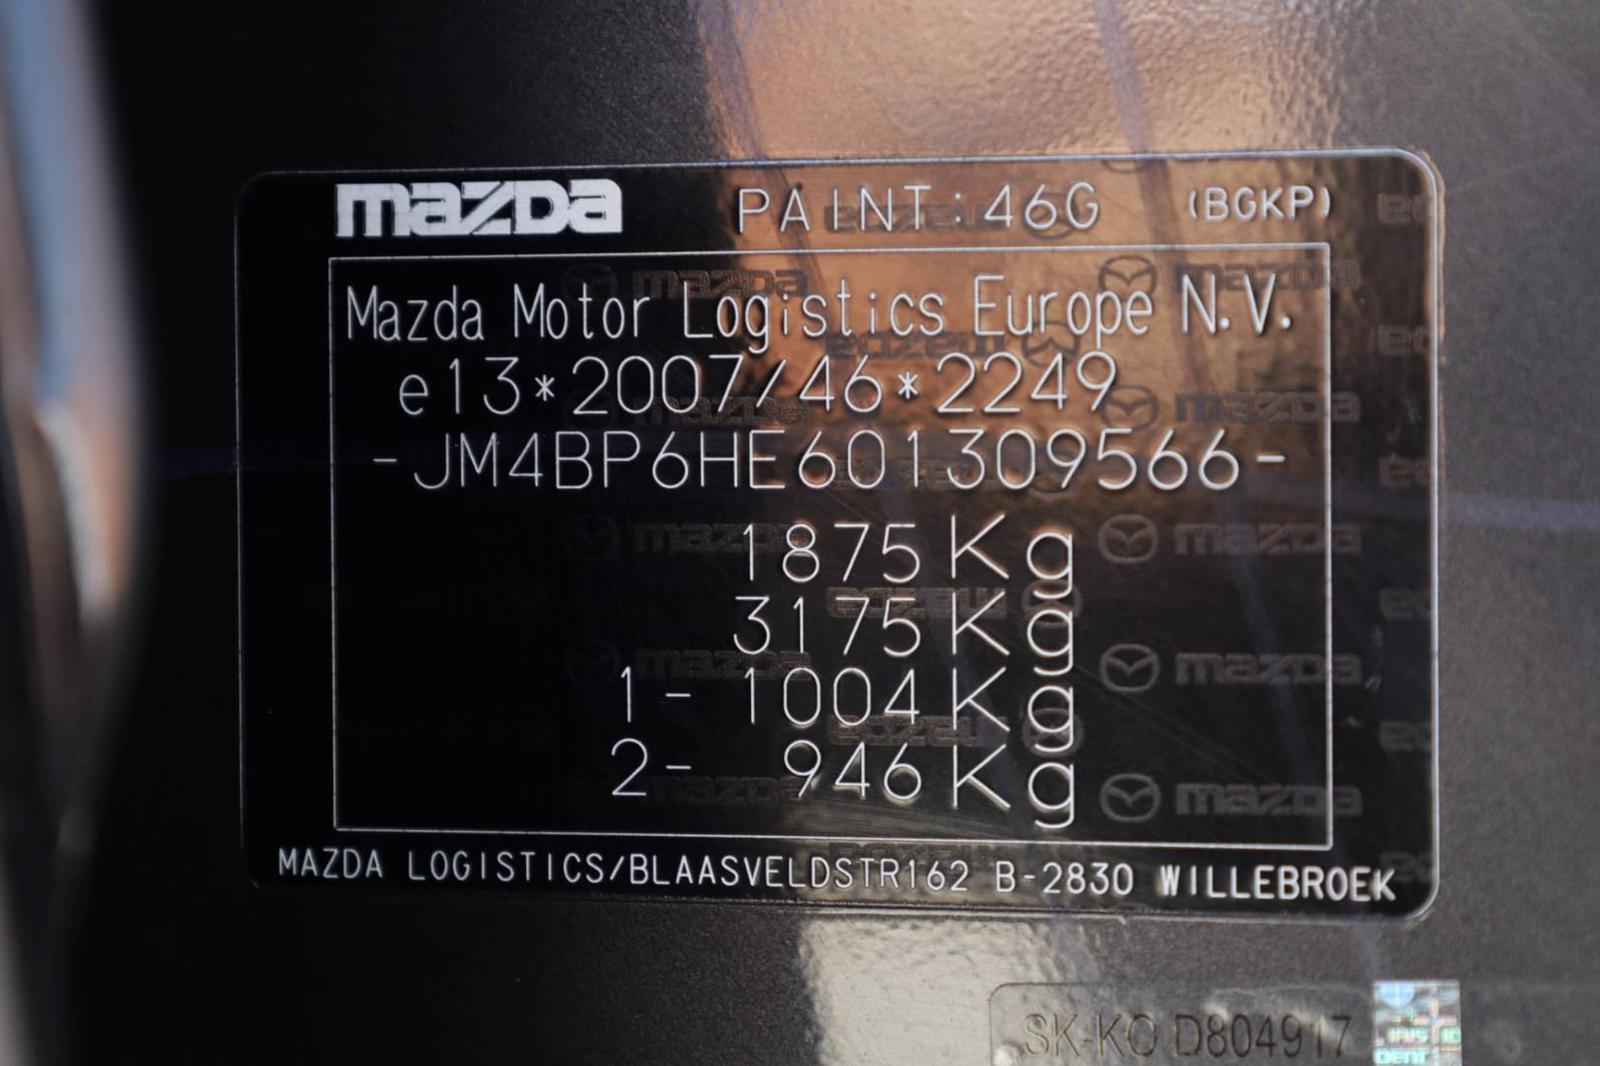 mazda PAINT:46G (BGKP)
Mazda Motor Logistics Europe N.V.
e13*2007/46*2249
-JM4BP6HE601309566-
1875Kg
3175Kg
1- 1004Kg
2- 946Kg
MAZDA LOGISTICS/BLAASVELDSTR162 B-2830 WILLEBROEK
SK-KO D804917